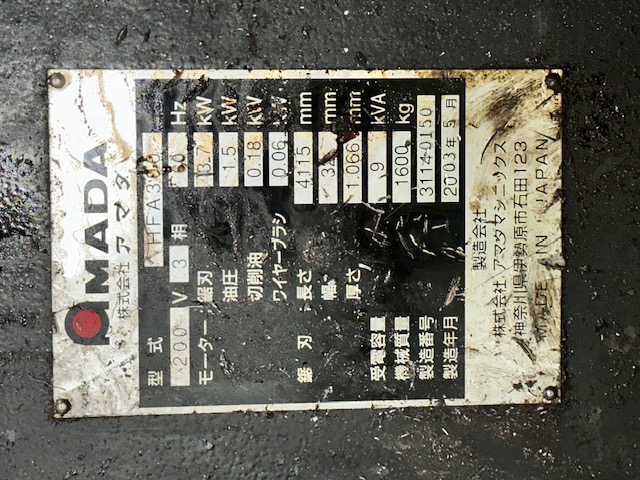 AMADA
株式会社 アマダ
型式 HFA
200 V 3 相 Hz
モーター 鋸刃 3.7 kW
油圧 1.5 kW
切削油 0.18 kW
ワイヤーブラシ 0.06 kW
鋸刃 長さ 4115 mm
幅 mm
厚さ 1.066 mm
受電容量 9 kVA
機械質量 1600 kg
製造番号 31140150
製造年月 2003年 月
製造会社
株式会社 アマダマシニックス
神奈川県伊勢原市石田123
MADE IN JAPAN